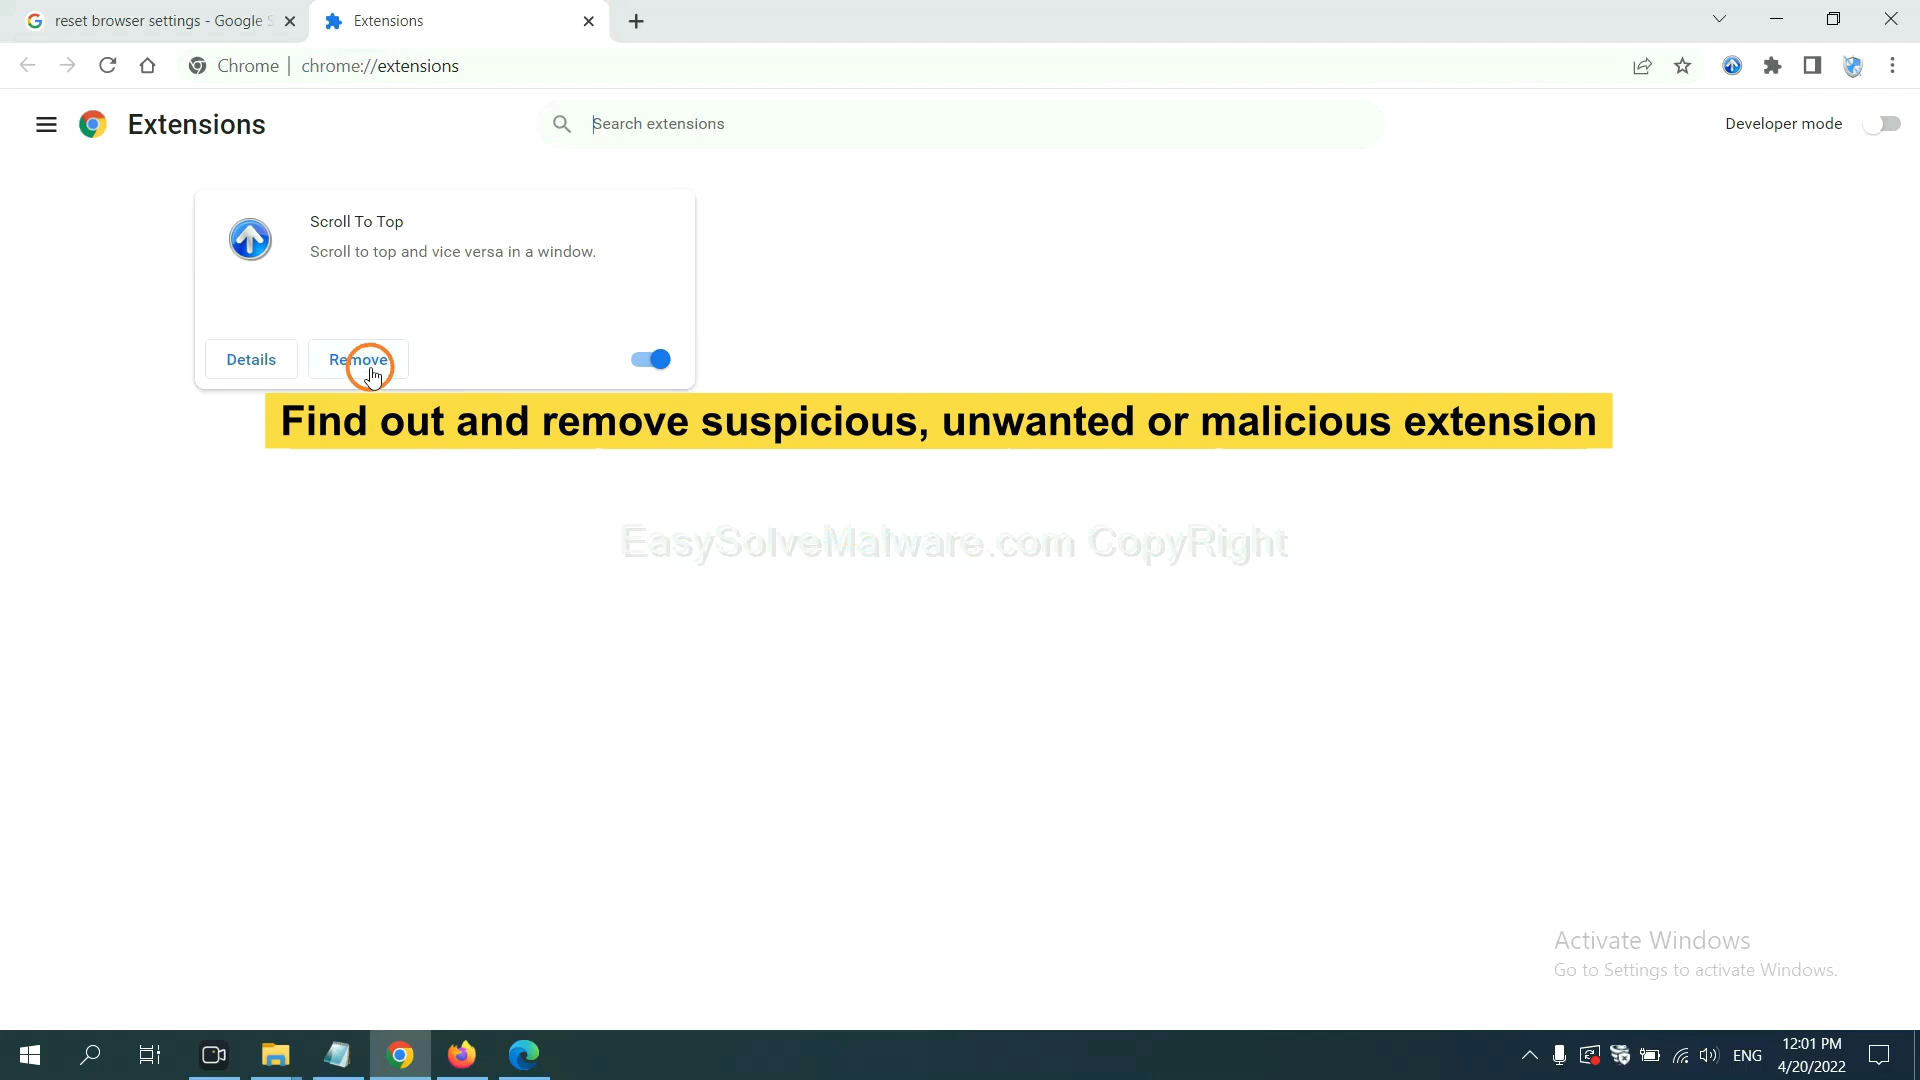 reset browser settings - Google S
Extensions
Chrome
chrome://extensions
Extensions
Search extensions
Developer mode
Scroll To Top
Scroll to top and vice versa in a window.
Details
Remove
Find out and remove suspicious, unwanted or malicious extension
EasySolveMalware.com CopyRight
Activate Windows
Go to Settings to activate Windows.
ENG
12:01 PM
4/20/2022